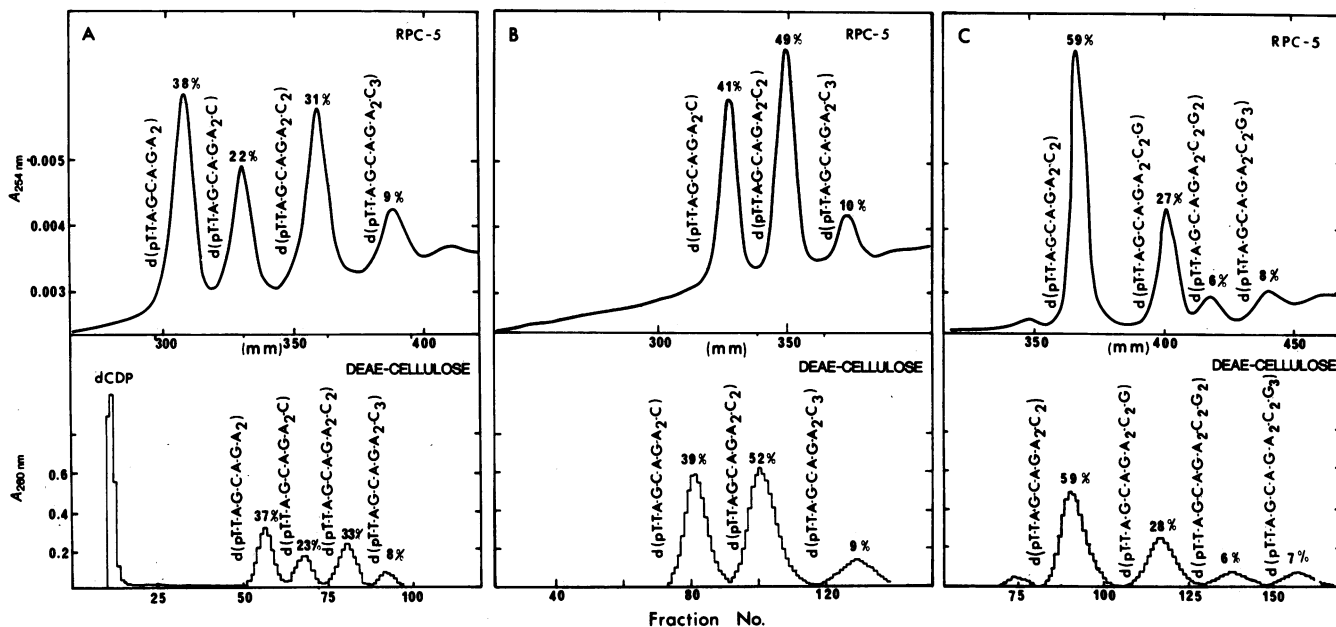 A
RPC-5
38%
22%
31%
9%
d(pT·T·A·G·C·A·G·A₂)
d(pT·T·A·G·C·A·G·A₂·C)
d(pT·T·A·G·C·A·G·A₂·C₂)
d(pT·T·A·G·C·A·G·A₂·C₃)
A₂₅₄ nm
0.005
0.004
0.003
300
350
400
(mm)
B
RPC-5
41%
49%
10%
d(pT·T·A·G·C·A·G·A₂·C)
d(pT·T·A·G·C·A·G·A₂·C₂)
d(pT·T·A·G·C·A·G·A₂·C₃)
300
350
(mm)
C
RPC-5
59%
27%
6%
8%
d(pT·T·A·G·C·A·G·A₂·C₂)
d(pT·T·A·G·C·A·G·A₂·C₂·G)
d(pT·T·A·G·C·A·G·A₂·C₂·G₂)
d(pT·T·A·G·C·A·G·A₂·C₂·G₃)
350
400
450
(mm)
DEAE-CELLULOSE
dCDP
37%
23%
33%
8%
d(pT·T·A·G·C·A·G·A₂)
d(pT·T·A·G·C·A·G·A₂·C)
d(pT·T·A·G·C·A·G·A₂·C₂)
d(pT·T·A·G·C·A·G·A₂·C₃)
A₂₆₀ nm
0.6
0.4
0.2
25
50
75
100
DEAE-CELLULOSE
39%
52%
9%
d(pT·T·A·G·C·A·G·A₂·C)
d(pT·T·A·G·C·A·G·A₂·C₂)
d(pT·T·A·G·C·A·G·A₂·C₃)
40
80
120
DEAE-CELLULOSE
59%
28%
6%
7%
d(pT·T·A·G·C·A·G·A₂·C₂)
d(pT·T·A·G·C·A·G·A₂·C₂·G)
d(pT·T·A·G·C·A·G·A₂·C₂·G₂)
d(pT·T·A·G·C·A·G·A₂·C₂·G₃)
75
100
125
150
Fraction No.